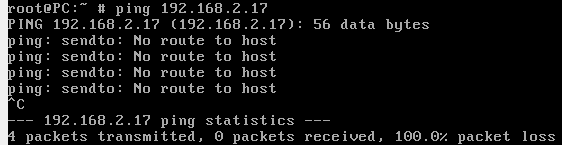 root@PC:~ # ping 192.168.2.17
PING 192.168.2.17 (192.168.2.17): 56 data bytes
ping: sendto: No route to host
ping: sendto: No route to host
ping: sendto: No route to host
ping: sendto: No route to host
^C
--- 192.168.2.17 ping statistics ---
4 packets transmitted, 0 packets received, 100.0% packet loss